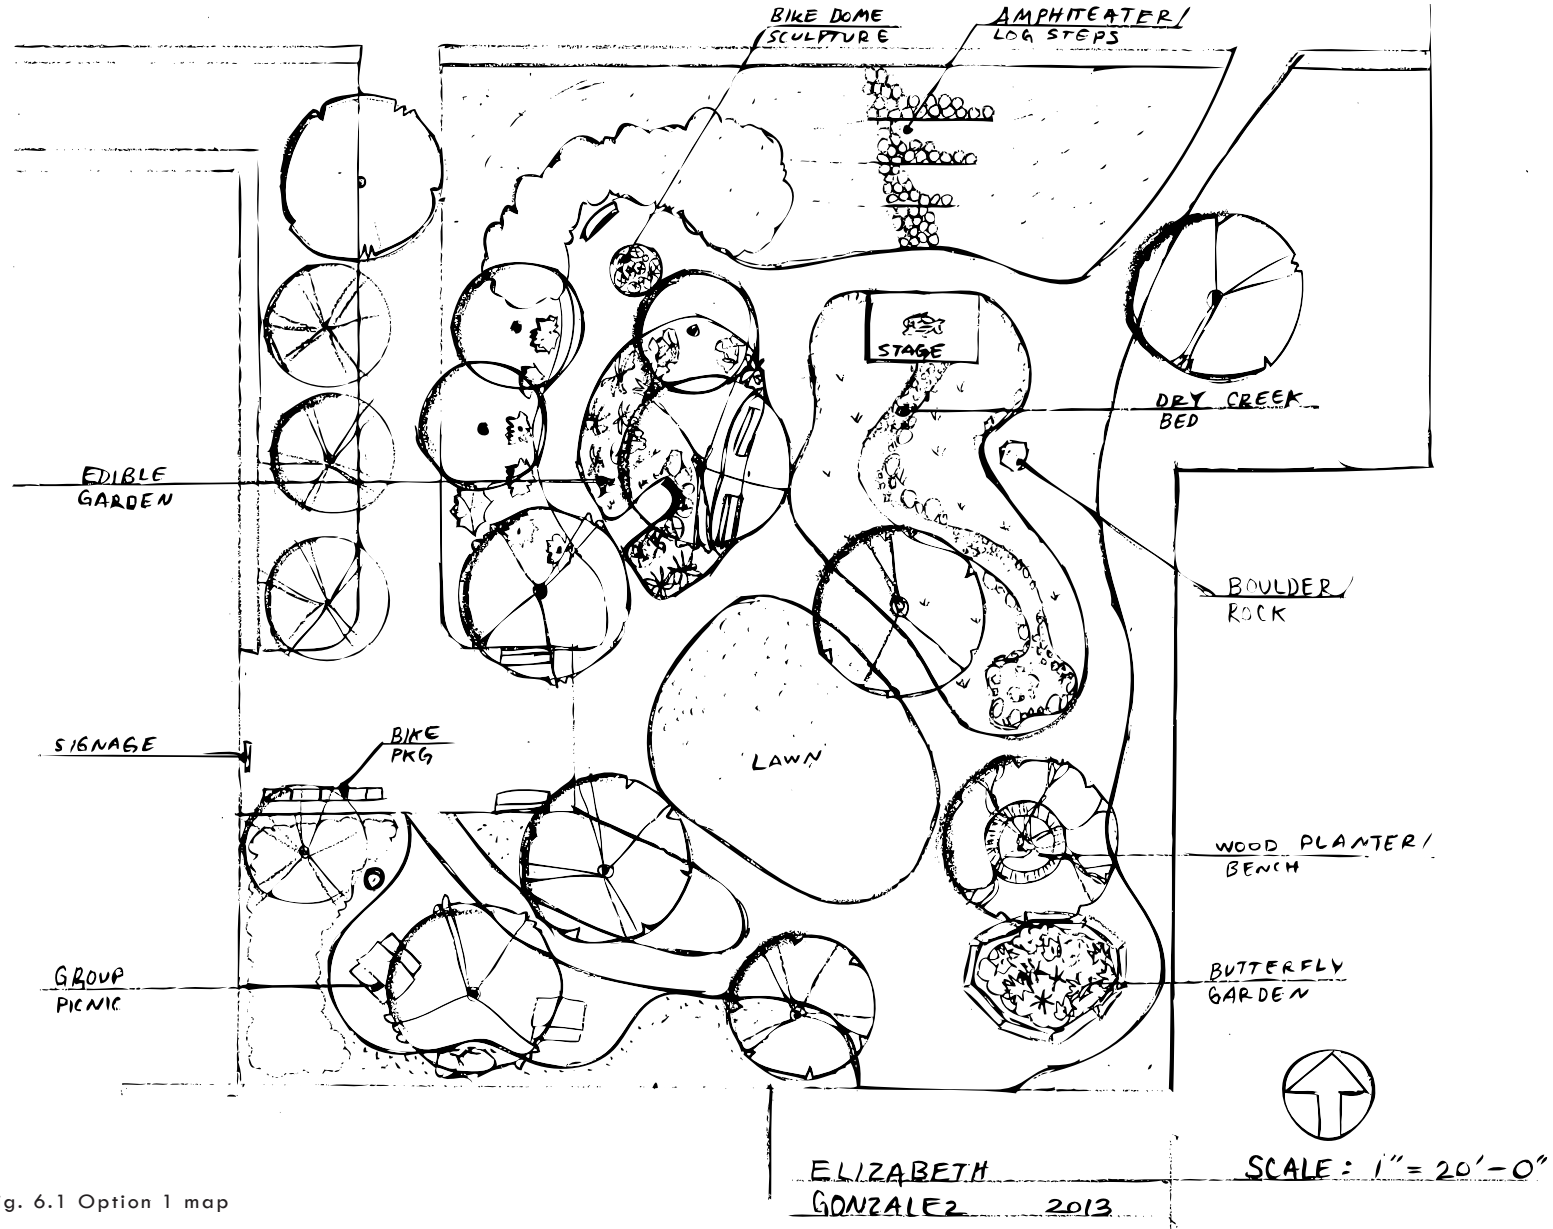 BIKE DOME
SCULPTURE
AMPHITEATER/
LOG STEPS
STAGE
DRY CREEK
BED
EDIBLE
GARDEN
BOULDER/
ROCK
SIGNAGE
BIKE
PKG
LAWN
WOOD PLANTER/
BENCH
GROUP
PICNIC
BUTTERFLY
GARDEN
ELIZABETH
GONZALEZ 2013
SCALE: 1"= 20'-0"
g. 6.1 Option 1 map